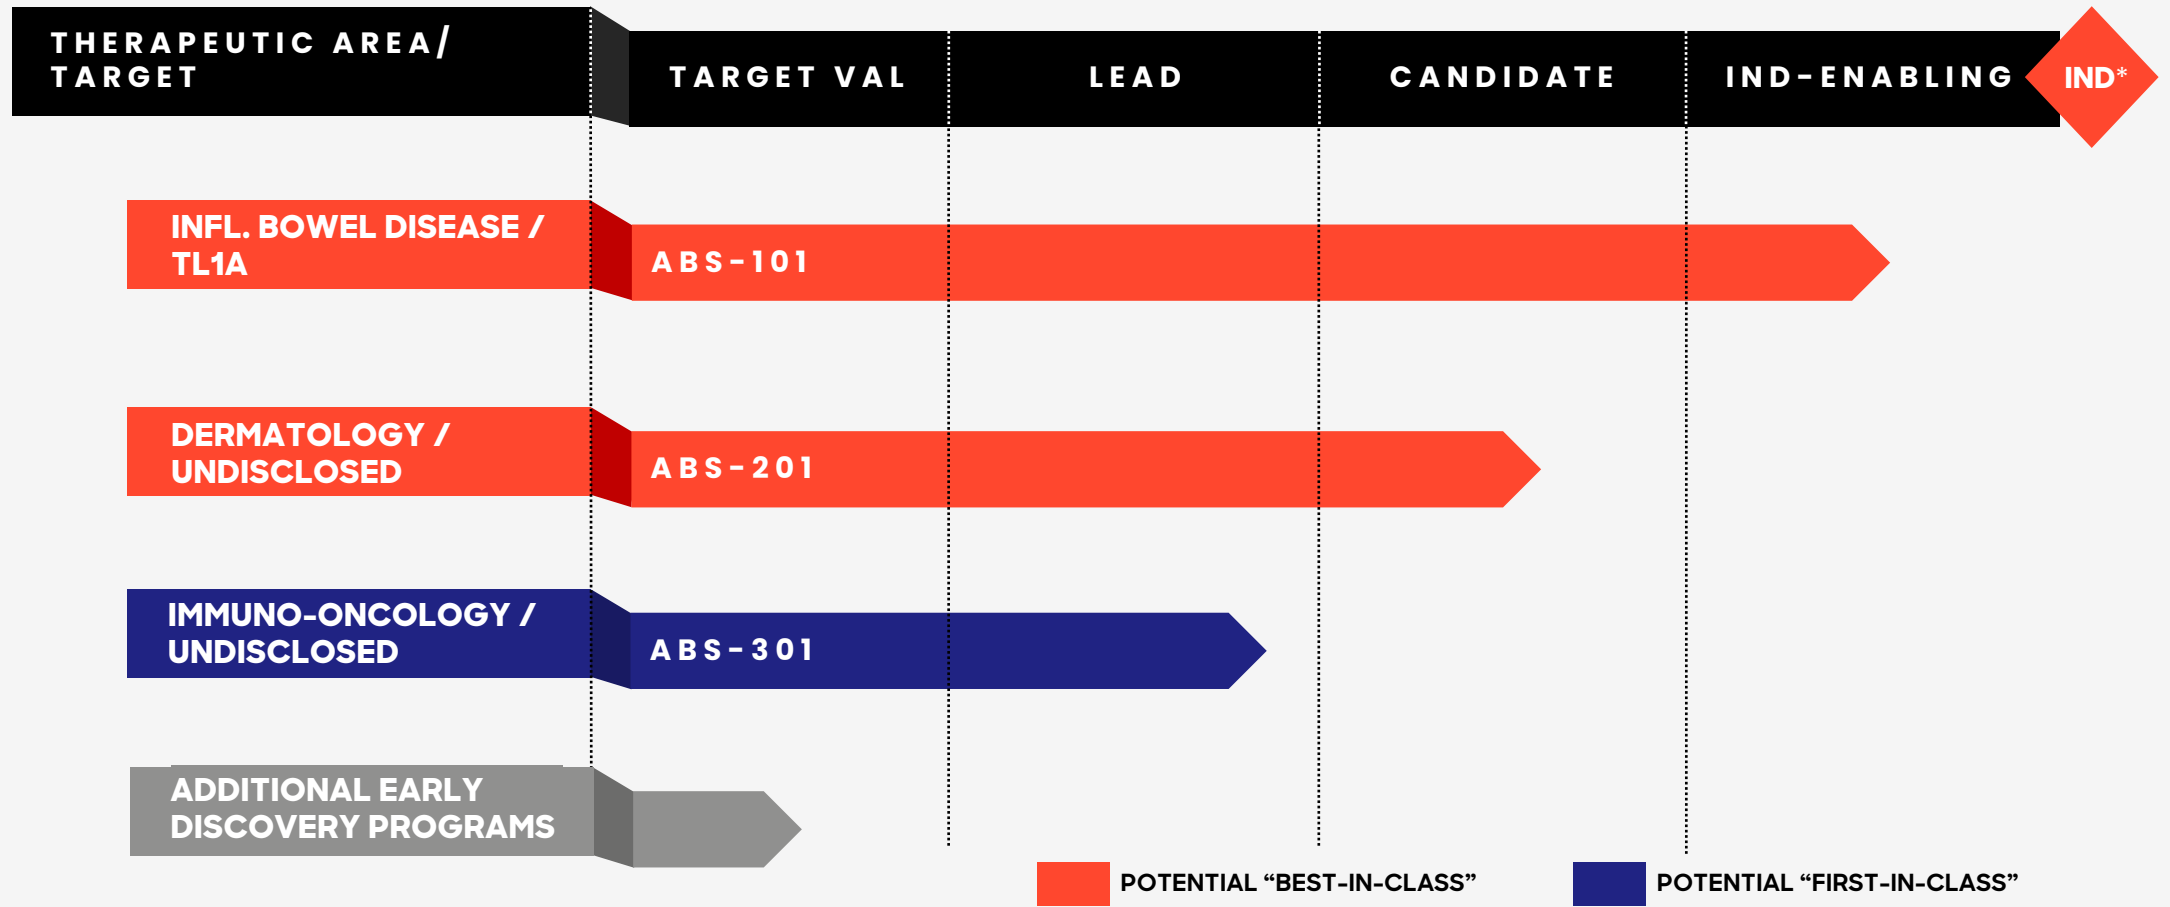 THERAPEUTIC AREA/
TARGET
TARGET VAL
LEAD
CANDIDATE
IND-ENABLING
IND*
INFL. BOWEL DISEASE /
TL1A
ABS-101
DERMATOLOGY /
UNDISCLOSED
ABS-201
IMMUNO-ONCOLOGY /
UNDISCLOSED
ABS-301
ADDITIONAL EARLY
DISCOVERY PROGRAMS
POTENTIAL “BEST-IN-CLASS”
POTENTIAL “FIRST-IN-CLASS”